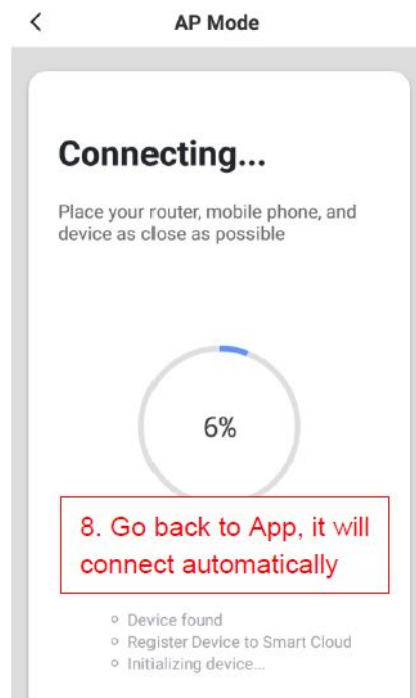 AP Mode
Connecting...
Place your router, mobile phone, and
device as close as possible
6%
8. Go back to App, it will
connect automatically
Device found
Register Device to Smart Cloud
Initializing device...